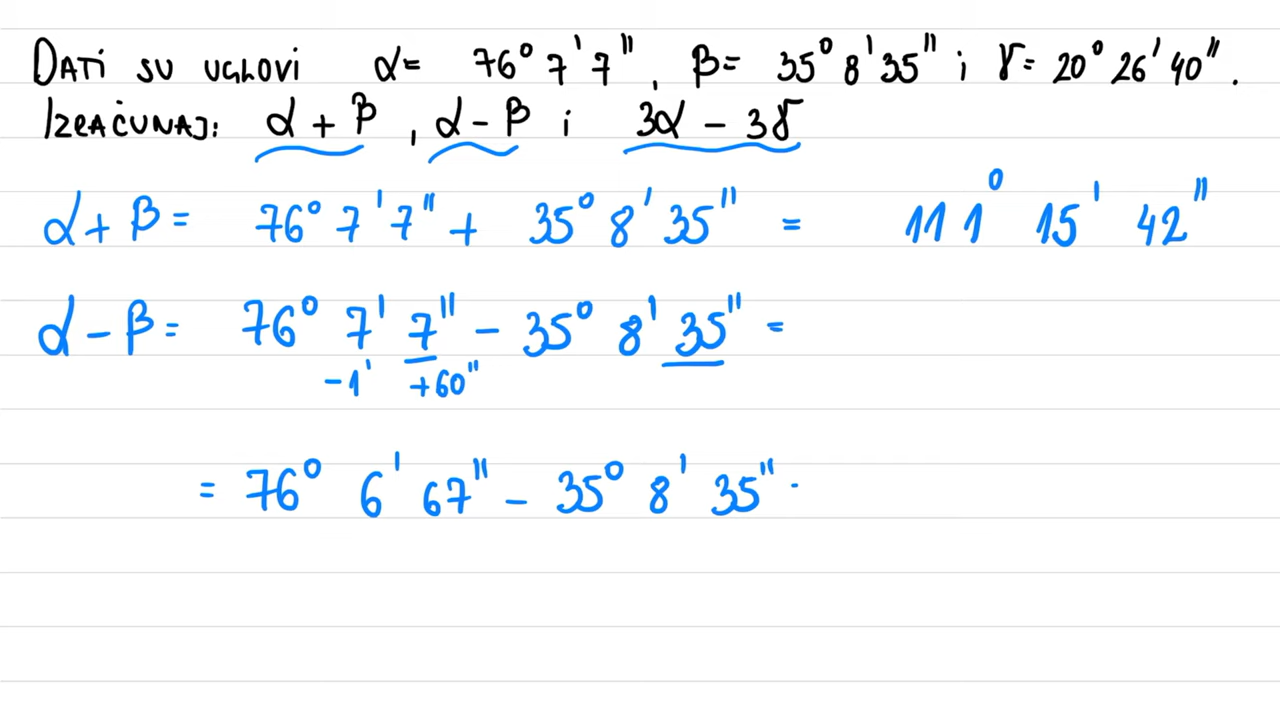 DATI SU UGLOVI α= 76° 7' 7'', β= 35° 8' 35'' i γ= 20° 26' 40''.
IZRAČUNAJ: α + β , α - β i 3α - 3γ
α + β = 76° 7' 7'' + 35° 8' 35'' = 111° 15' 42''
α - β = 76° 7' 7'' - 35° 8' 35'' =
-1' +60''
= 76° 6' 67'' - 35° 8' 35''